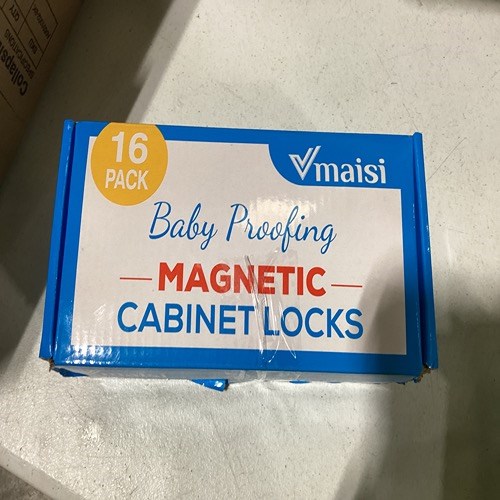 16
PACK
Vmaisi
Baby Proofing
MAGNETIC
CABINET LOCKS